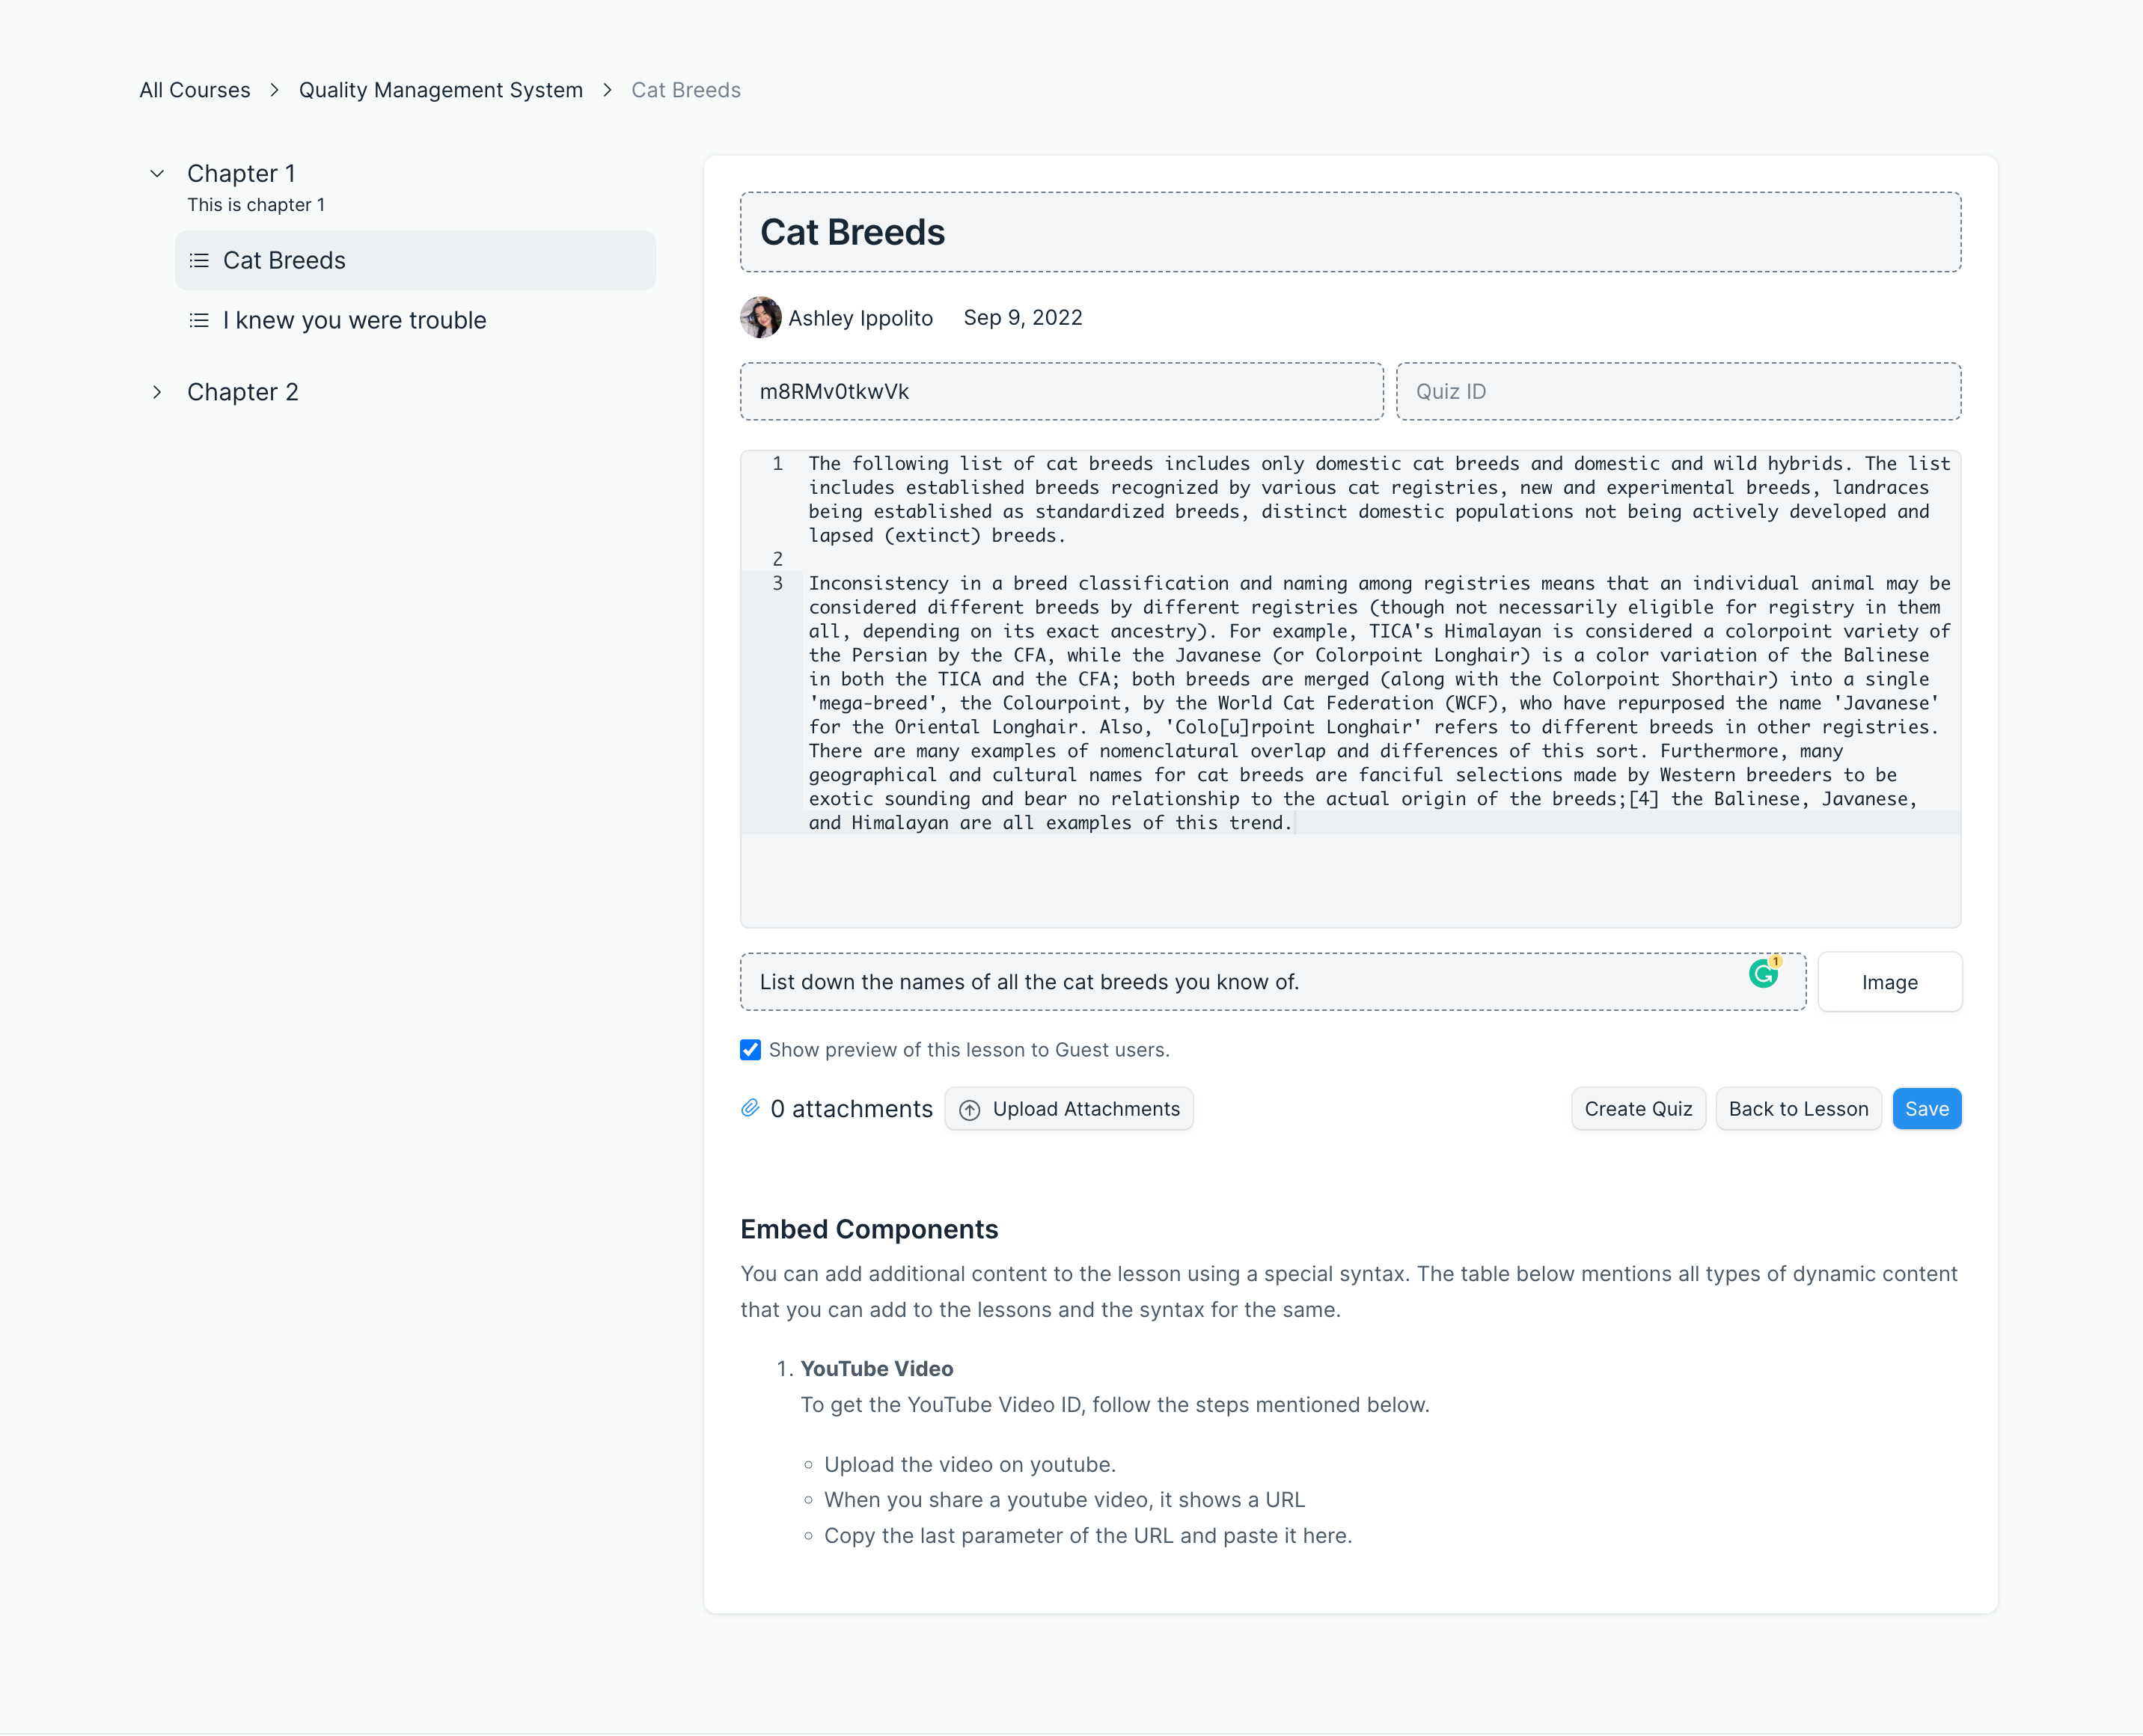 All Courses > Quality Management System > Cat Breeds
Chapter 1
This is chapter 1
Cat Breeds
I knew you were trouble
Chapter 2
Cat Breeds
Ashley Ippolito Sep 9, 2022
m8RMv0tkwVk
Quiz ID
1 The following list of cat breeds includes only domestic cat breeds and domestic and wild hybrids. The list
includes established breeds recognized by various cat registries, new and experimental breeds, landraces
being established as standardized breeds, distinct domestic populations not being actively developed and
lapsed (extinct) breeds.
2
3 Inconsistency in a breed classification and naming among registries means that an individual animal may be
considered different breeds by different registries (though not necessarily eligible for registry in them
all, depending on its exact ancestry). For example, TICA's Himalayan is considered a colorpoint variety of
the Persian by the CFA, while the Javanese (or Colorpoint Longhair) is a color variation of the Balinese
in both the TICA and the CFA; both breeds are merged (along with the Colorpoint Shorthair) into a single
'mega-breed', the Colourpoint, by the World Cat Federation (WCF), who have repurposed the name 'Javanese'
for the Oriental Longhair. Also, 'Colo[u]rpoint Longhair' refers to different breeds in other registries.
There are many examples of nomenclatural overlap and differences of this sort. Furthermore, many
geographical and cultural names for cat breeds are fanciful selections made by Western breeders to be
exotic sounding and bear no relationship to the actual origin of the breeds;[4] the Balinese, Javanese,
and Himalayan are all examples of this trend.
List down the names of all the cat breeds you know of.
1
Image
Show preview of this lesson to Guest users.
0 attachments
Upload Attachments
Create Quiz
Back to Lesson
Save
Embed Components
You can add additional content to the lesson using a special syntax. The table below mentions all types of dynamic content
that you can add to the lessons and the syntax for the same.
1. YouTube Video
To get the YouTube Video ID, follow the steps mentioned below.
Upload the video on youtube.
When you share a youtube video, it shows a URL
Copy the last parameter of the URL and paste it here.